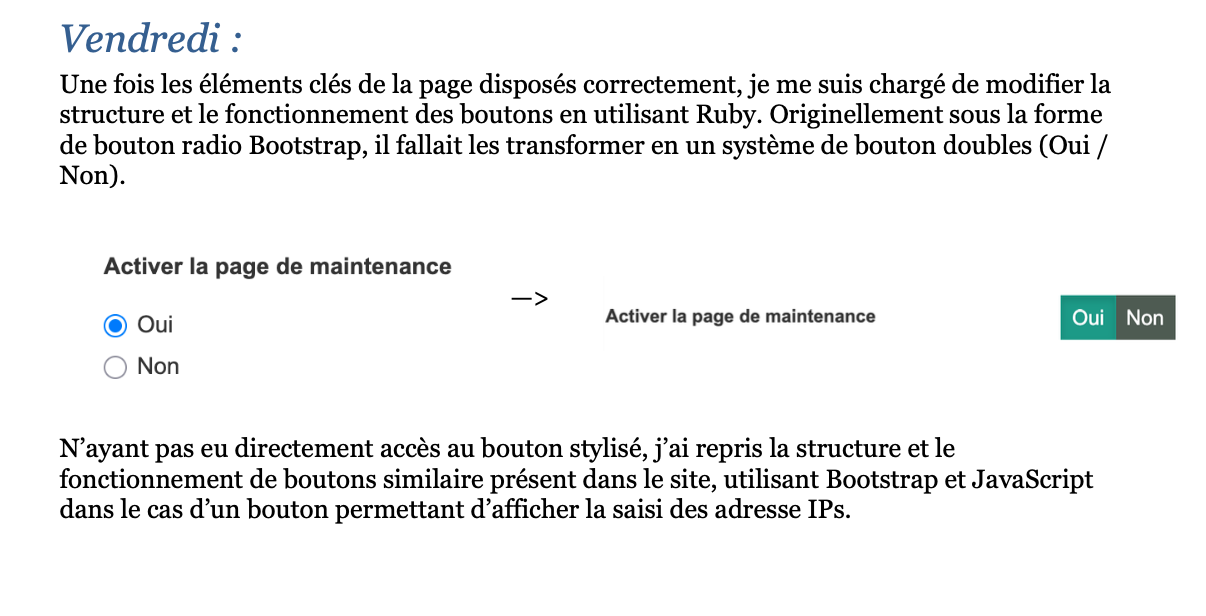 Vendredi :
Une fois les éléments clés de la page disposés correctement, je me suis chargé de modifier la
structure et le fonctionnement des boutons en utilisant Ruby. Originellement sous la forme
de bouton radio Bootstrap, il fallait les transformer en un système de bouton doubles (Oui /
Non).
Activer la page de maintenance
Oui
Non
—>
Activer la page de maintenance
Oui Non
N’ayant pas eu directement accès au bouton stylisé, j’ai repris la structure et le
fonctionnement de boutons similaire présent dans le site, utilisant Bootstrap et JavaScript
dans le cas d’un bouton permettant d’afficher la saisi des adresse IPs.